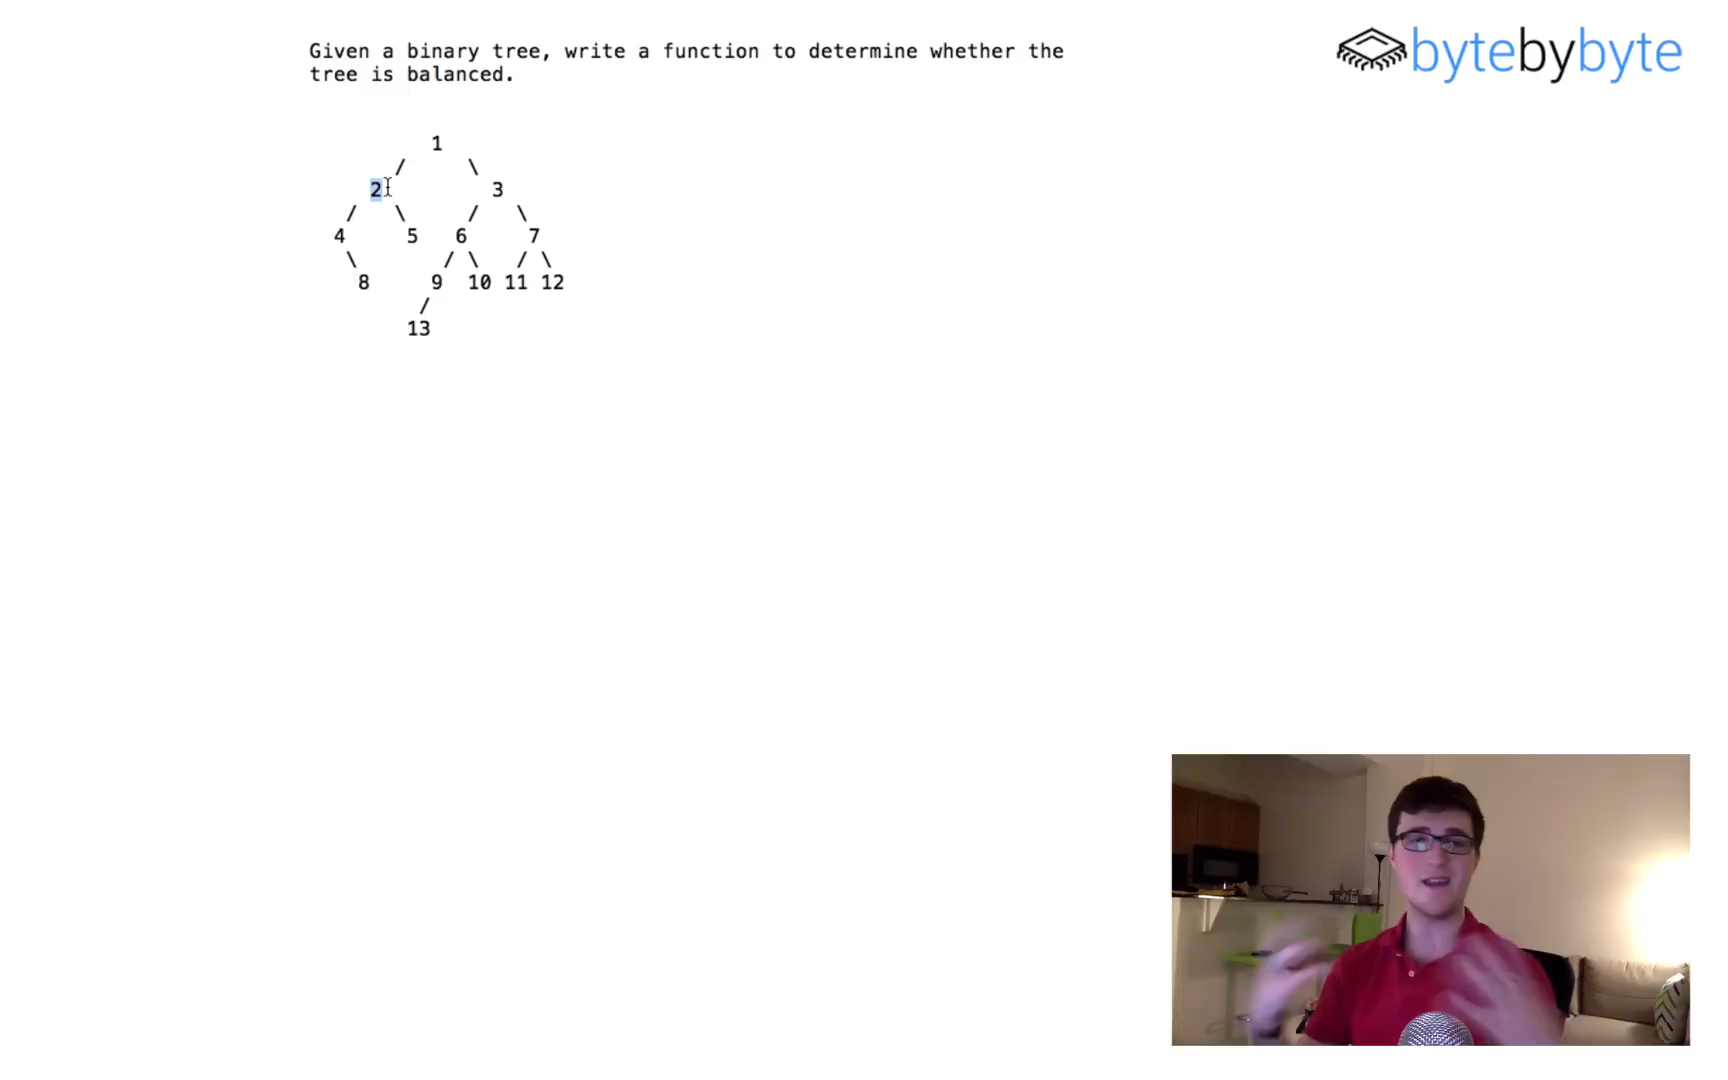 Given a binary tree, write a function to determine whether the
tree is balanced.
bytebybyte
1
/ \
2 3
/ \ / \
4 5 6 7
\ / \ / \
8 9 10 11 12
/
13